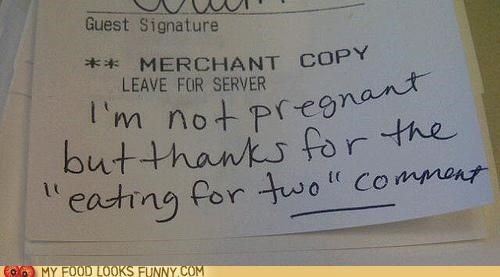 Guest Signature
** MERCHANT COPY
LEAVE FOR SERVER
I'm not pregnant
but thanks for the
"eating for two" comment
MY FOOD LOOKS FUNNY.COM